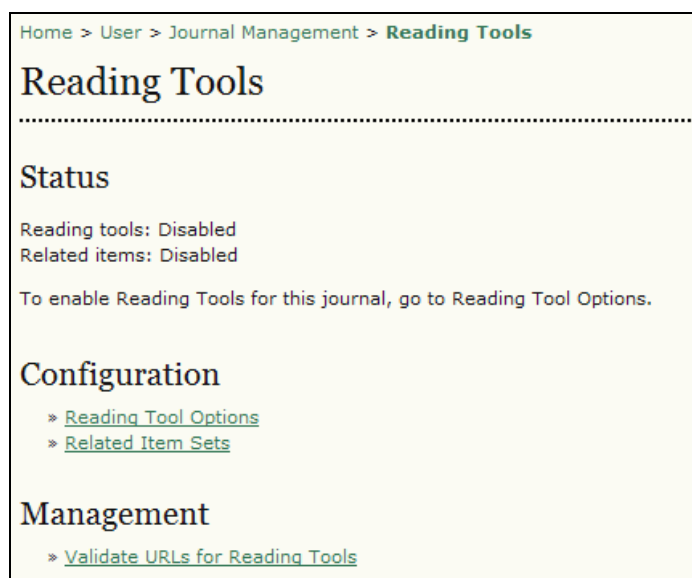 Home > User > Journal Management > Reading Tools
Reading Tools
Status
Reading tools: Disabled
Related items: Disabled
To enable Reading Tools for this journal, go to Reading Tool Options.
Configuration
» Reading Tool Options
» Related Item Sets
Management
» Validate URLs for Reading Tools